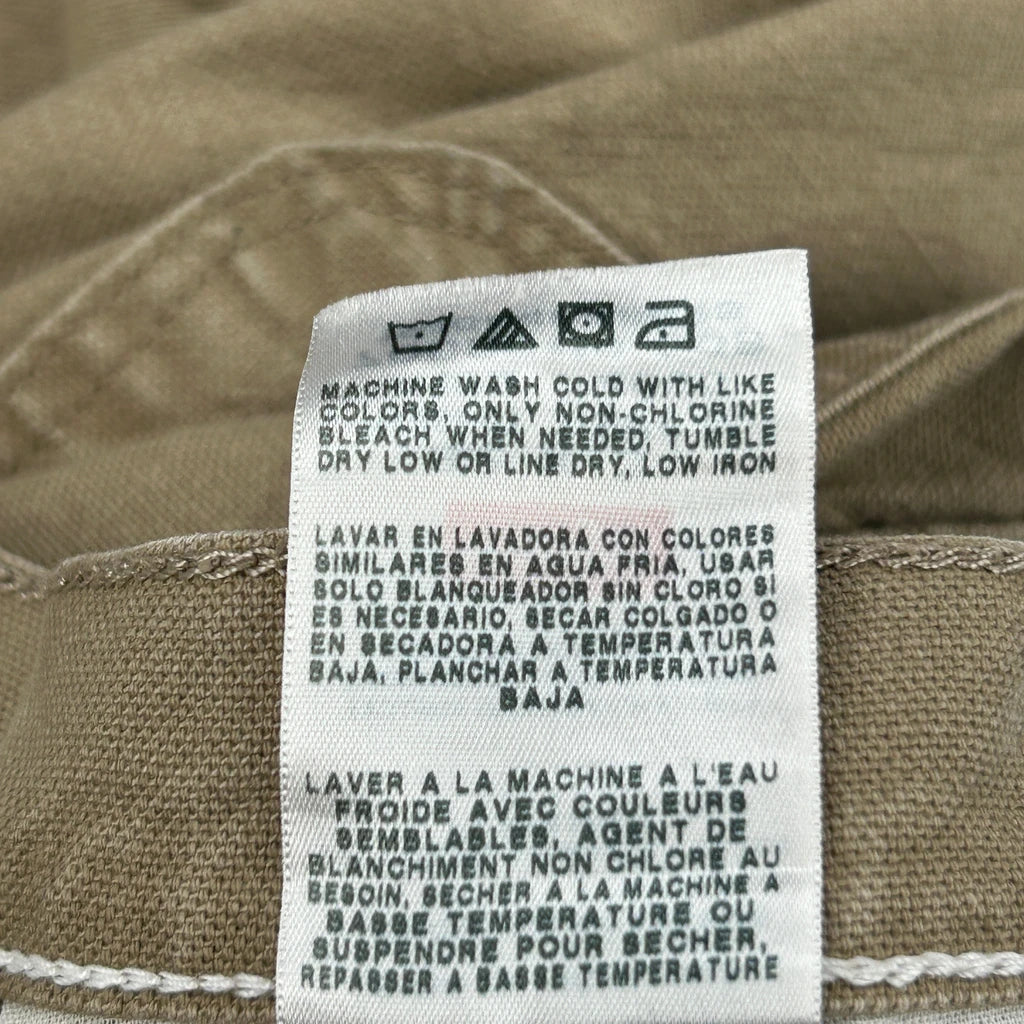 MACHINE WASH COLD WITH LIKE
COLORS, ONLY NON-CHLORINE
BLEACH WHEN NEEDED, TUMBLE
DRY LOW OR LINE DRY, LOW IRON
LAVAR EN LAVADORA CON COLORES
SIMILARES EN AGUA FRIA, USAR
SOLO BLANQUEADOR SIN CLORO SI
ES NECESARIO, SECAR COLGADO O
EN SECADORA A TEMPERATURA
BAJA, PLANCHAR A TEMPERATURA
BAJA
LAVER A LA MACHINE A L'EAU
FROIDE AVEC COULEURS
SEMBLABLES, AGENT DE
BLANCHIMENT NON CHLORE AU
BESOIN, SECHER A LA MACHINE A
BASSE TEMPERATURE OU
SUSPENDRE POUR SECHER,
REPASSER A BASSE TEMPERATURE